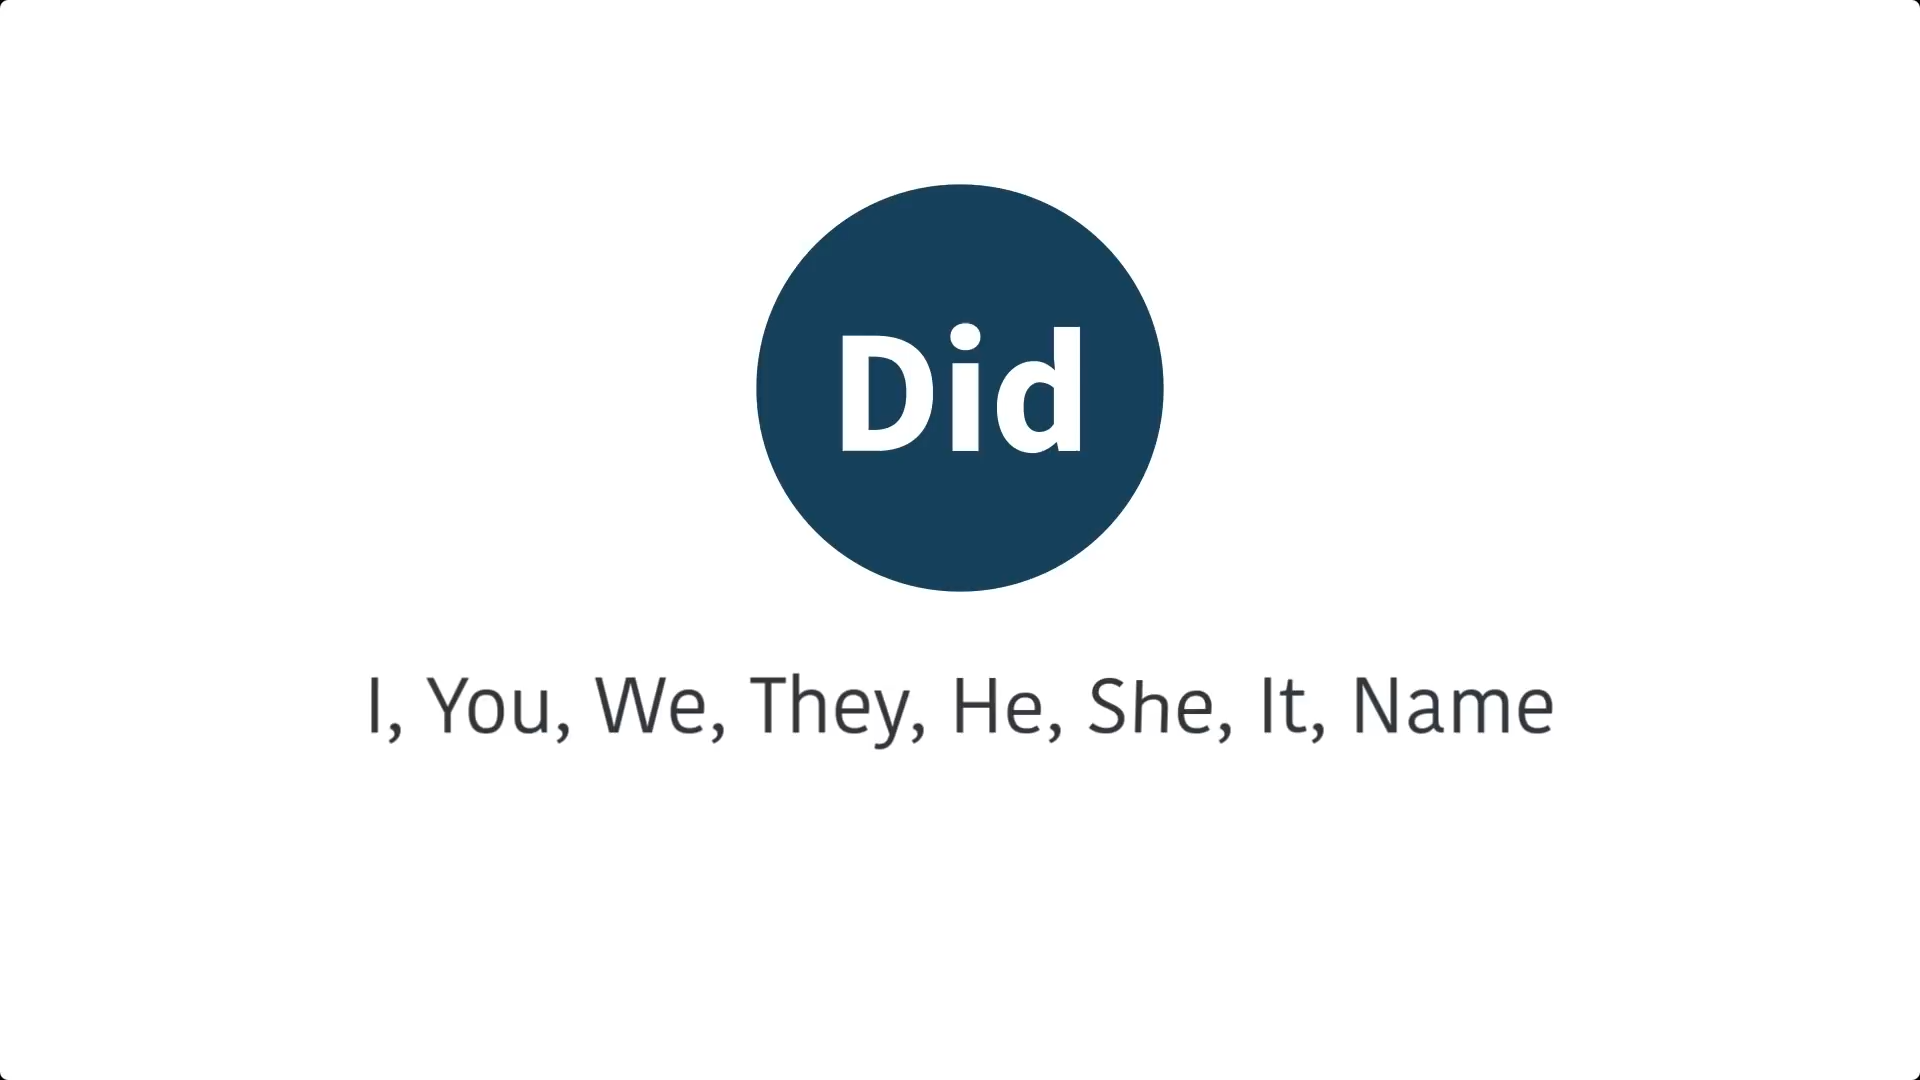 Did
I, You, We, They, He, She, It, Name